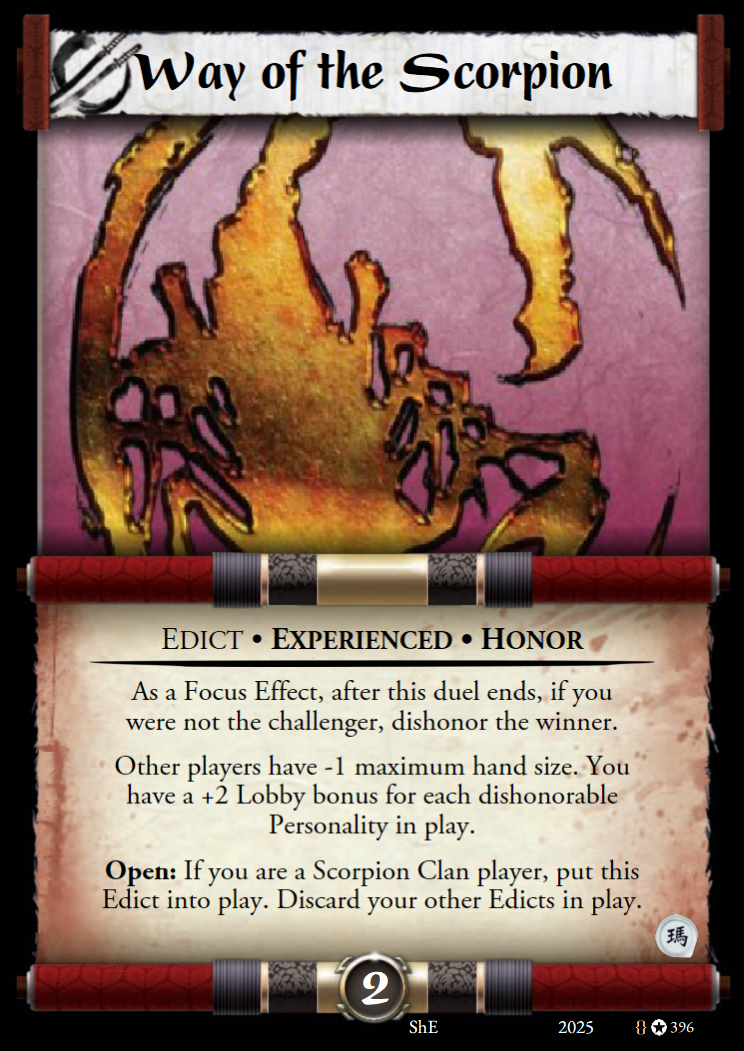 Way of the Scorpion
Edict • Experienced • Honor
As a Focus Effect, after this duel ends, if you
were not the challenger, dishonor the winner.
Other players have -1 maximum hand size. You
have a +2 Lobby bonus for each dishonorable
Personality in play.
Open: If you are a Scorpion Clan player, put this
Edict into play. Discard your other Edicts in play.
瑪
2
ShE 2025 {} ✪ 396